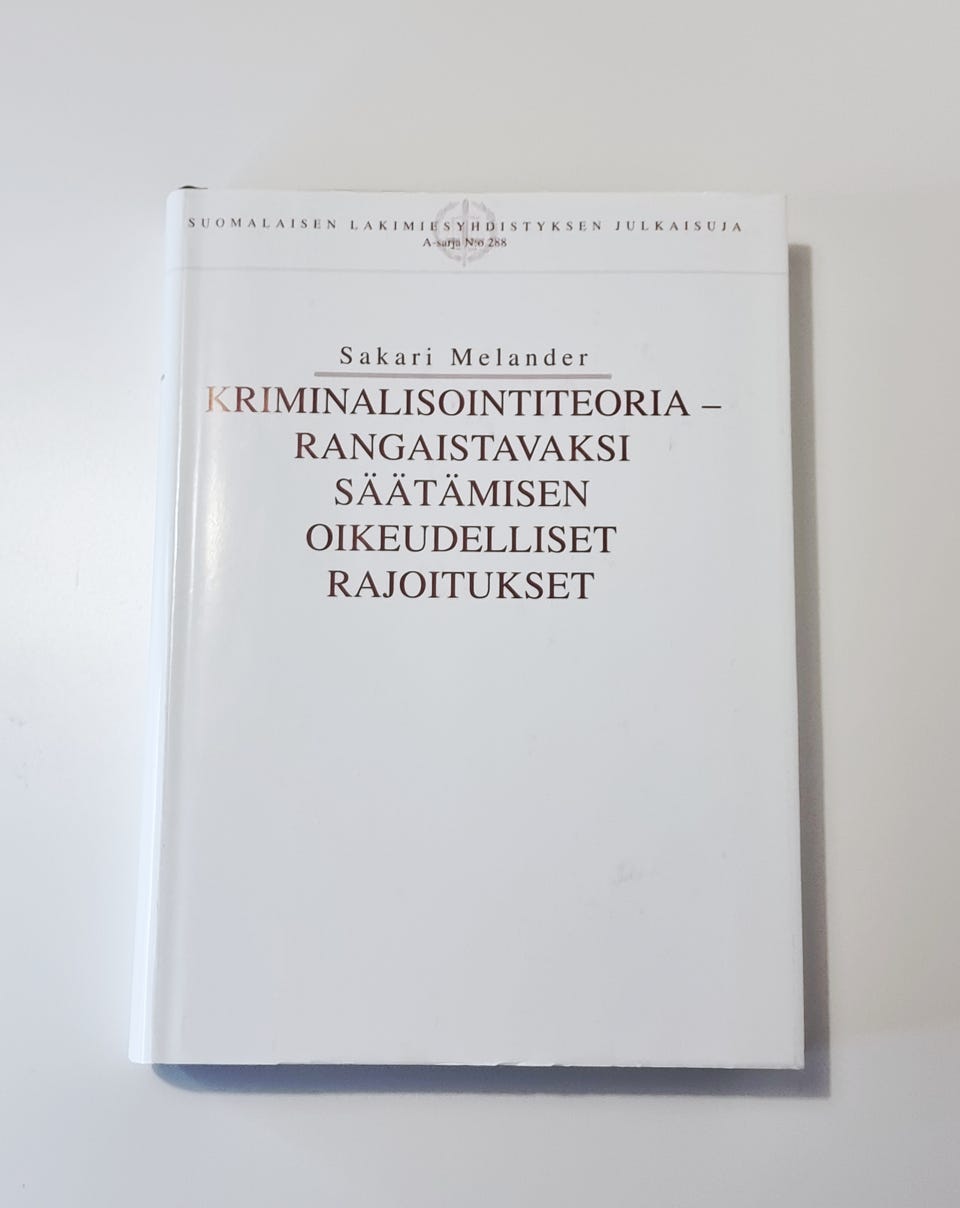 SUOMALAISEN LAKIMIESYHDISTYKSEN JULKAISUJA
A-sarja N:o 288
Sakari Melander
KRIMINALISOINTITEORIA –
RANGAISTAVAKSI
SÄÄTÄMISEN
OIKEUDELLISET
RAJOITUKSET